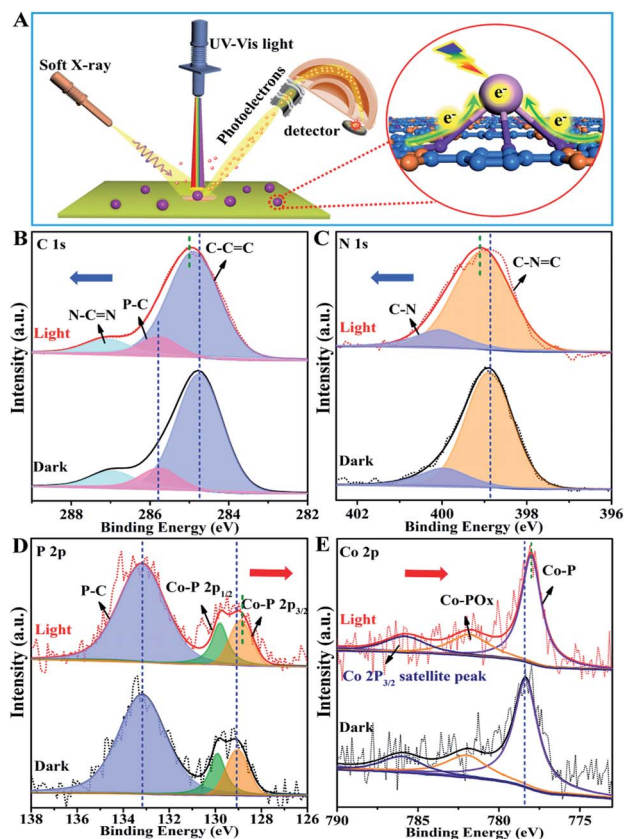 A
UV-Vis light
Soft X-ray
Photoelectrons
detector
e-
e-
e-
B
C 1s
C-C=C
N-C=N
P-C
Light
Dark
Intensity (a.u.)
288 286 284 282
Binding Energy (eV)
C
N 1s
C-N=C
C-N
Light
Dark
Intensity (a.u.)
402 400 398 396
Binding Energy (eV)
D
P 2p
P-C
Co-P 2p1/2
Co-P 2p3/2
Light
Dark
Intensity (a.u.)
138 136 134 132 130 128 126
Binding Energy (eV)
E
Co 2p
Co-P
Co-POx
Light
Co 2P3/2 satellite peak
Dark
Intensity (a.u.)
790 785 780 775
Binding Energy (eV)